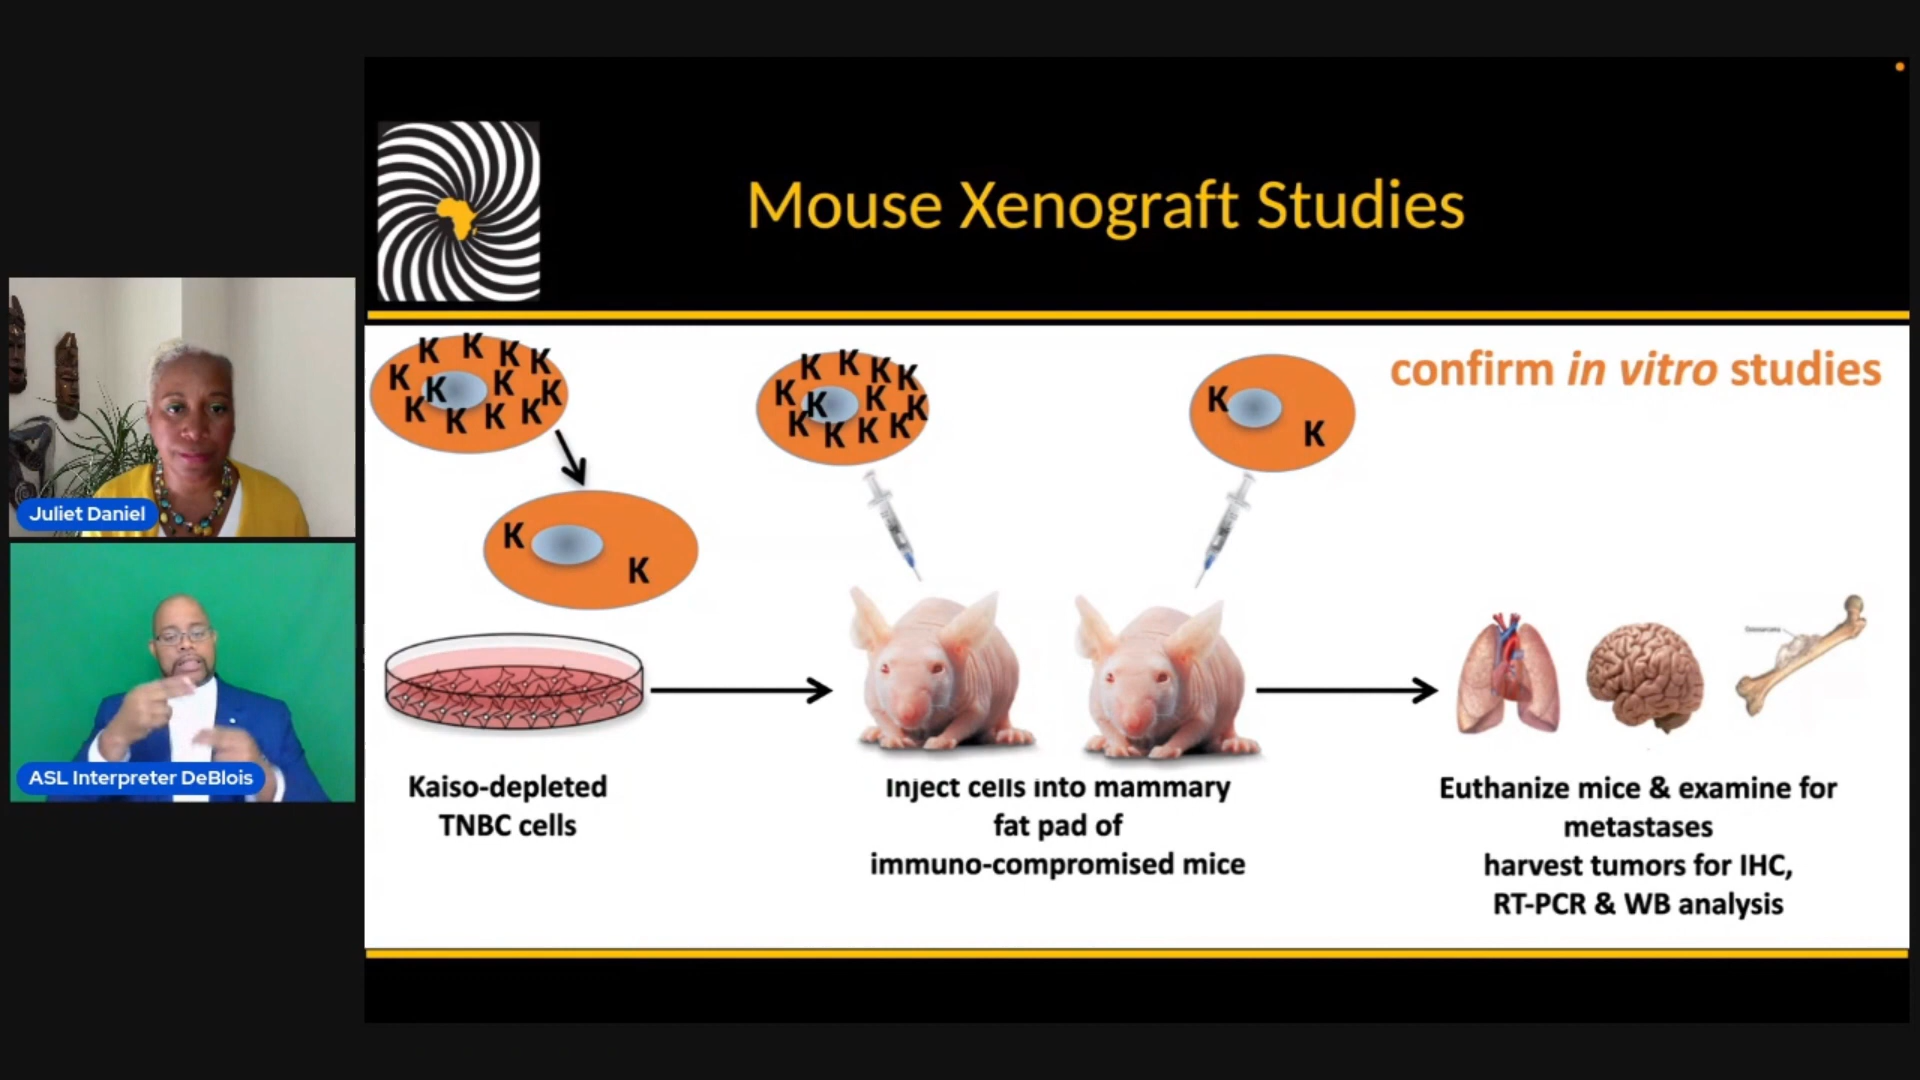 Mouse Xenograft Studies
confirm in vitro studies
K K K K
K K K K
K K K K
K K K K
K K K K
K K K K
K
K
K
K
Juliet Daniel
ASL Interpreter DeBlois
Kaiso-depleted
TNBC cells
Inject cells into mammary
fat pad of
immuno-compromised mice
Euthanize mice & examine for
metastases
harvest tumors for IHC,
RT-PCR & WB analysis